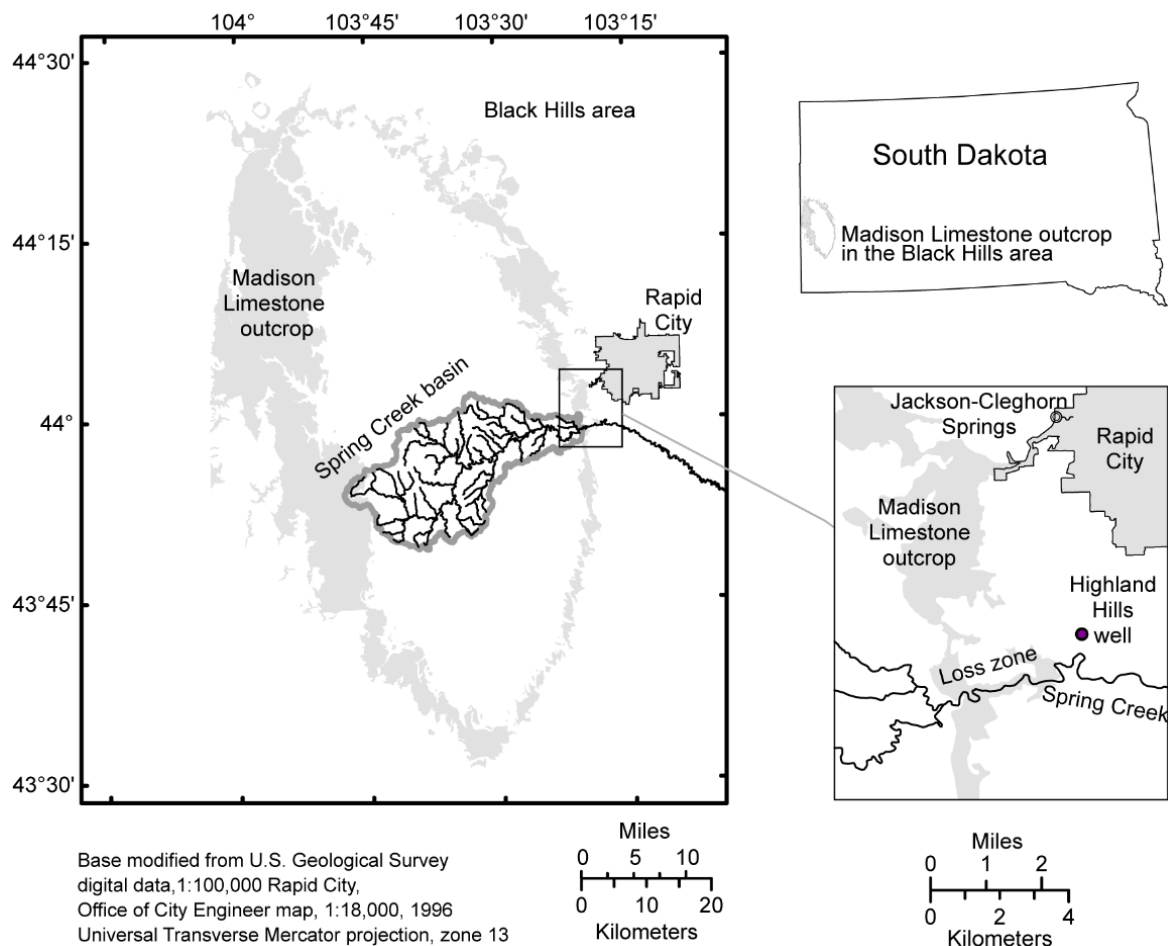 104°
103°45'
103°30'
103°15'
44°30'
44°15'
44°
43°45'
43°30'
Black Hills area
Madison
Limestone
outcrop
Rapid
City
Spring Creek basin
South Dakota
Madison Limestone outcrop
in the Black Hills area
Jackson-Cleghorn
Springs
Rapid
City
Madison
Limestone
outcrop
Highland
Hills
well
Loss zone
Spring Creek
Base modified from U.S. Geological Survey
digital data,1:100,000 Rapid City,
Office of City Engineer map, 1:18,000, 1996
Universal Transverse Mercator projection, zone 13
Miles
0 5 10
0 10 20
Kilometers
Miles
0 1 2
0 2 4
Kilometers